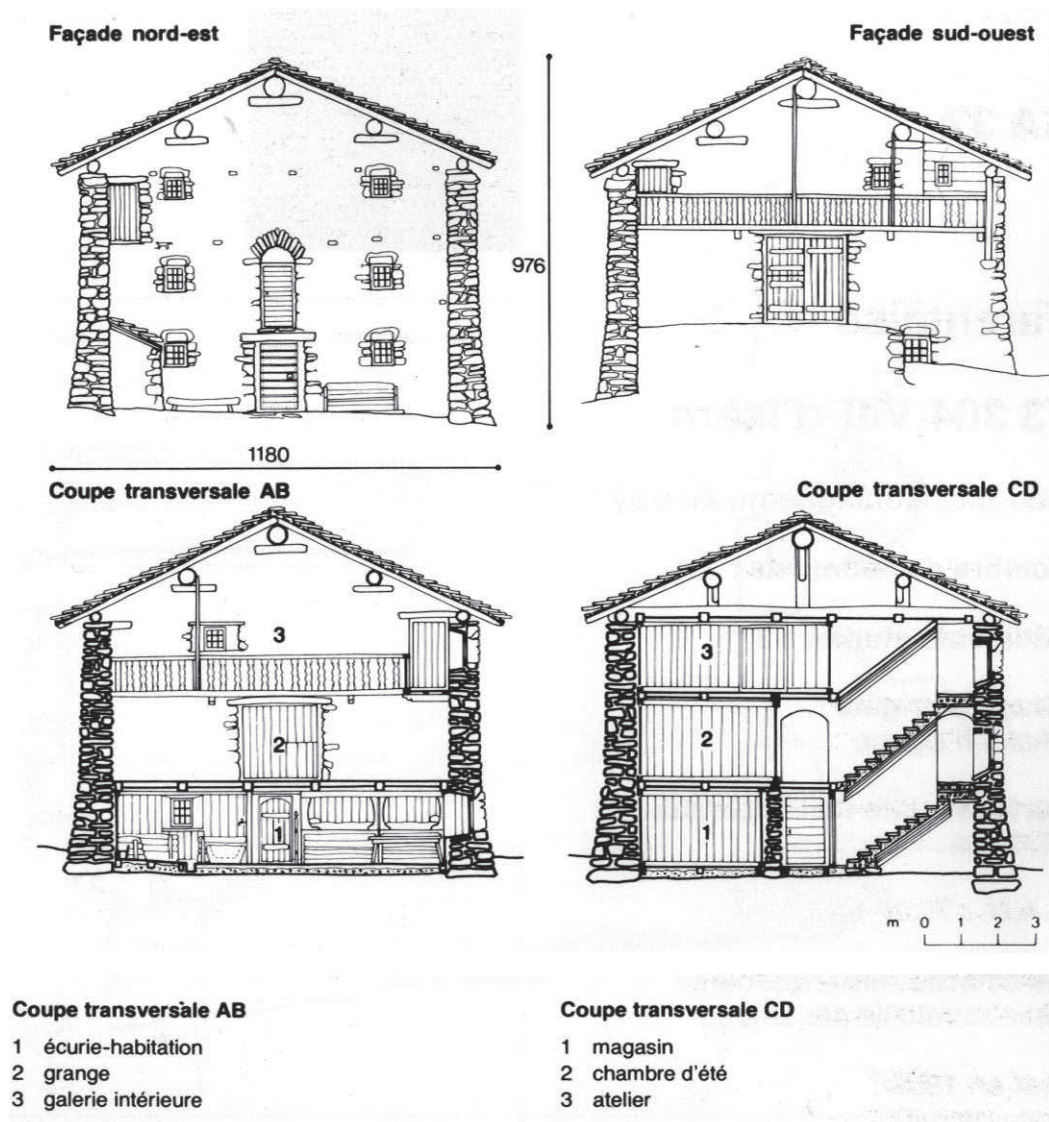 Façade nord-est
Façade sud-ouest
976
1180
Coupe transversale AB
Coupe transversale CD
3
2
1
3
2
1
m 0 1 2 3
Coupe transversale AB
1 écurie-habitation
2 grange
3 galerie intérieure
Coupe transversale CD
1 magasin
2 chambre d'été
3 atelier